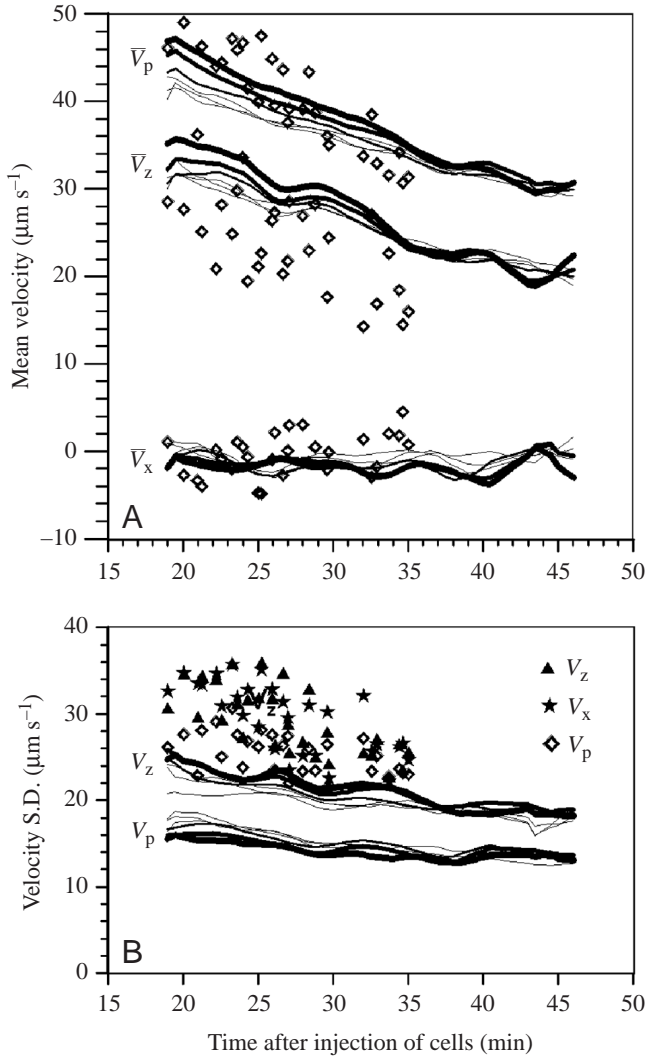 50
40
30
20
10
0
–10
Mean velocity (µm s⁻¹)
V̅p
V̅z
V̅x
A
15 20 25 30 35 40 45 50
40
30
20
10
0
Velocity S.D. (µm s⁻¹)
Vz
Vx
Vp
z
Vz
Vp
B
15 20 25 30 35 40 45 50
Time after injection of cells (min)